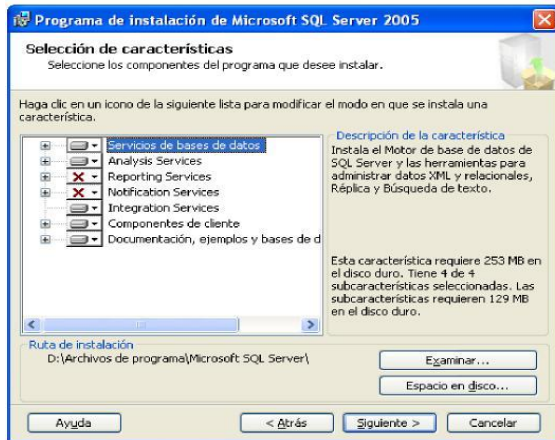 Programa de instalación de Microsoft SQL Server 2005
Selección de características
Seleccione los componentes del programa que desee instalar.
Haga clic en un icono de la siguiente lista para modificar el modo en que se instala una
característica.
Servicios de bases de datos
Analysis Services
Reporting Services
Notification Services
Integration Services
Componentes de cliente
Documentación, ejemplos y bases de d
Descripción de la característica
Instala el Motor de base de datos de
SQL Server y las herramientas para
administrar datos XML y relacionales,
Réplica y Búsqueda de texto.
Esta característica requiere 253 MB en
el disco duro. Tiene 4 de 4
subcaracterísticas seleccionadas. Las
subcaracterísticas requieren 129 MB
en el disco duro.
Ruta de instalación
D:\Archivos de programa\Microsoft SQL Server\
Examinar...
Espacio en disco...
Ayuda
< Atrás
Siguiente >
Cancelar